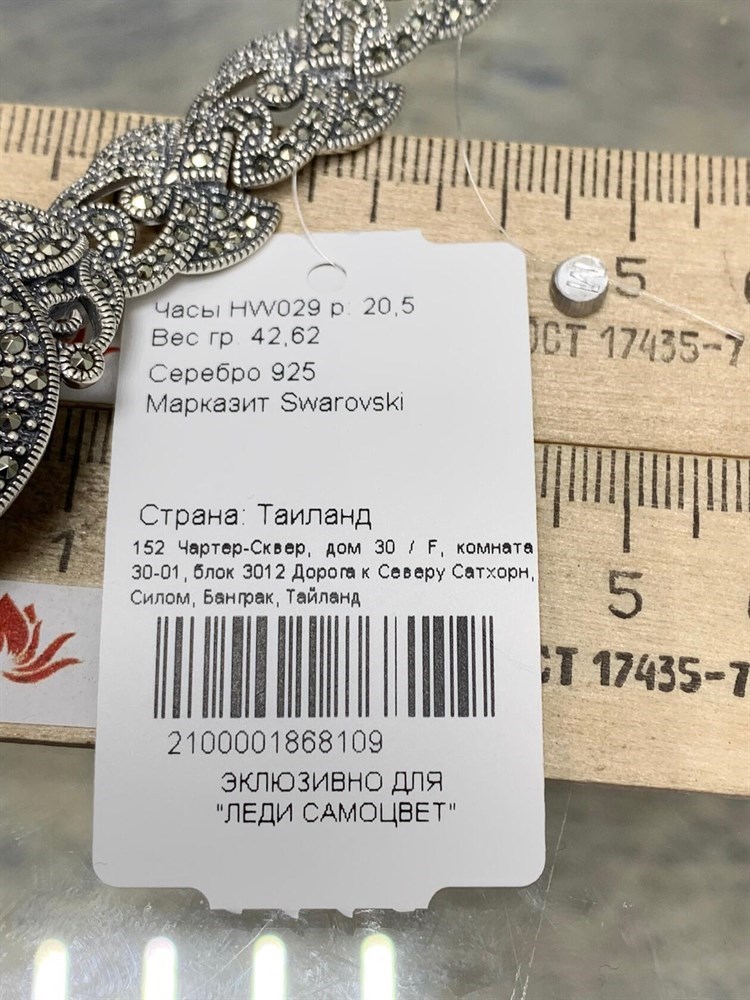 Часы HW029 р: 20,5
Вес гр. 42,62
Серебро 925
Марказит Swarovski
Страна: Таиланд
152 Чартер-Сквер, дом 30 / F, комната
30-01, блок 3012 Дорога к Северу Сатхорн,
Силом, Банграк, Тайланд
2100001868109
ЭКЛЮЗИВНО ДЛЯ
"ЛЕДИ САМОЦВЕТ"
5
ОСТ 17435-7
1
5
СТ 17435-7